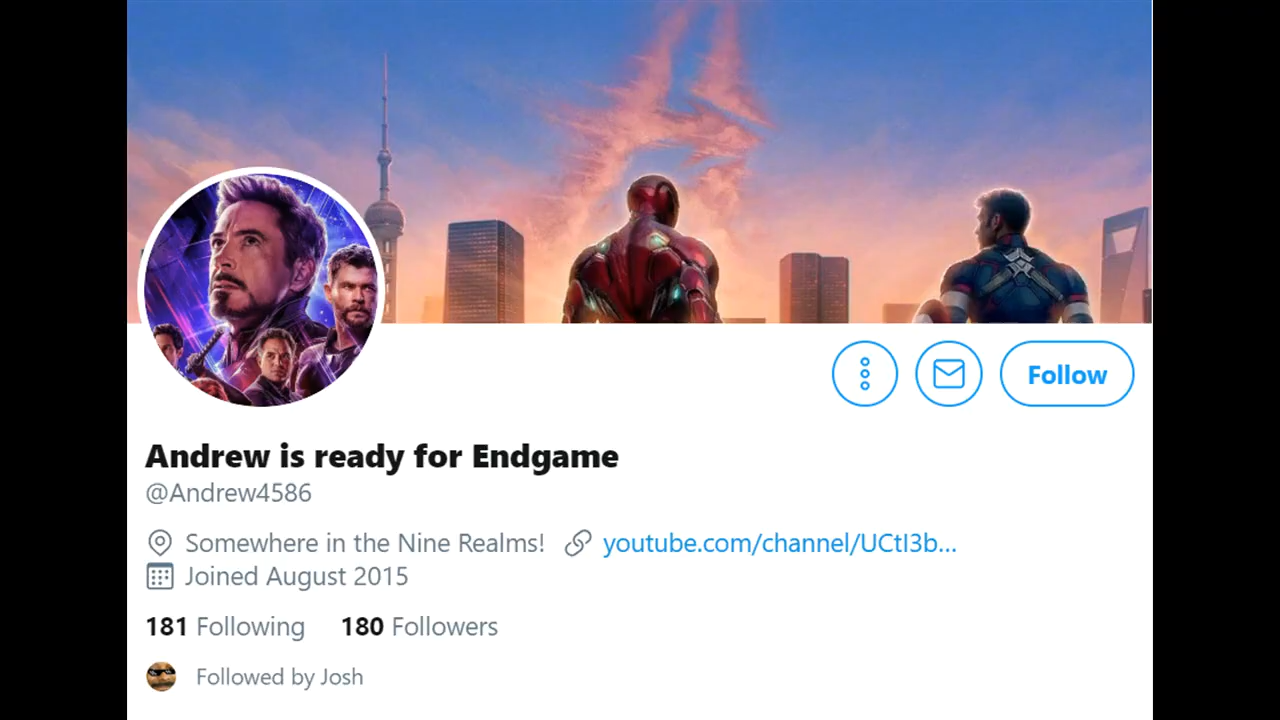 Follow
Andrew is ready for Endgame
@Andrew4586
Somewhere in the Nine Realms! youtube.com/channel/UCtI3b...
Joined August 2015
181 Following 180 Followers
Followed by Josh